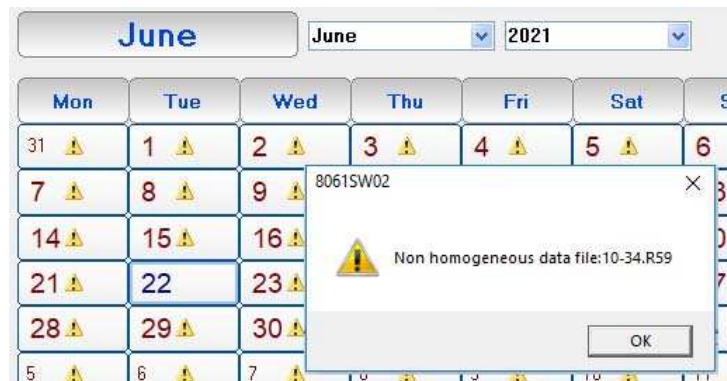 June June 2021
Mon Tue Wed Thu Fri Sat
31 1 2 3 4 5 6
7 8 9
8061SW02
14 15 16
Non homogeneous data file:10-34.R59
21 22 23
28 29 30
OK
5 6 7